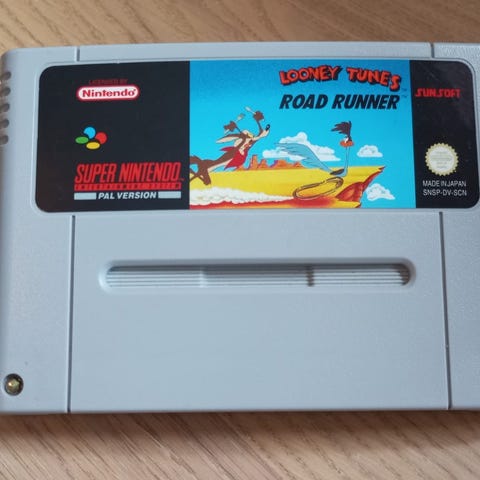 LICENSED BY
Nintendo
SUPER NINTENDO
ENTERTAINMENT SYSTEM
PAL VERSION
LOONEY TUNES
ROAD RUNNER
SUNSOFT
MADE IN JAPAN
SNSP-DV-SCN